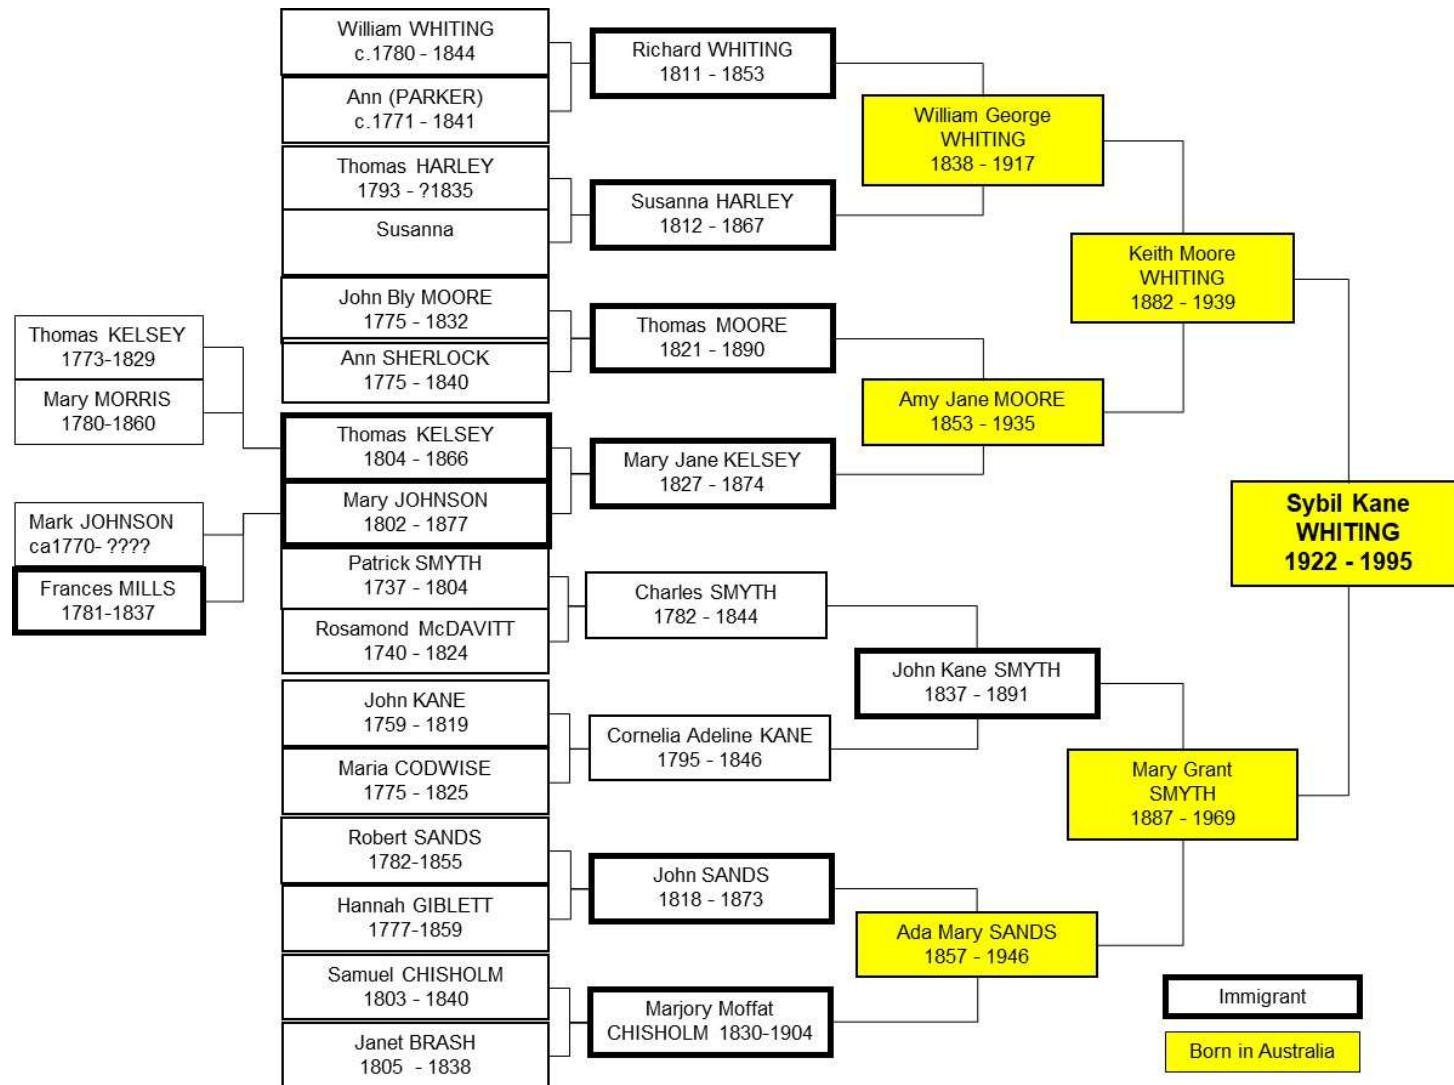 William WHITING
c.1780 - 1844
Ann (PARKER)
c.1771 - 1841
Thomas HARLEY
1793 - ?1835
Susanna
John Bly MOORE
1775 - 1832
Ann SHERLOCK
1775 - 1840
Thomas KELSEY
1773-1829
Mary MORRIS
1780-1860
Thomas KELSEY
1804 - 1866
Mary JOHNSON
1802 - 1877
Mark JOHNSON
ca1770- ????
Frances MILLS
1781-1837
Patrick SMYTH
1737 - 1804
Rosamond McDAVITT
1740 - 1824
John KANE
1759 - 1819
Maria CODWISE
1775 - 1825
Robert SANDS
1782-1855
Hannah GIBLETT
1777-1859
Samuel CHISHOLM
1803 - 1840
Janet BRASH
1805 - 1838
Richard WHITING
1811 - 1853
Susanna HARLEY
1812 - 1867
Thomas MOORE
1821 - 1890
Mary Jane KELSEY
1827 - 1874
Charles SMYTH
1782 - 1844
Cornelia Adeline KANE
1795 - 1846
John SANDS
1818 - 1873
Marjory Moffat
CHISHOLM 1830-1904
William George
WHITING
1838 - 1917
Amy Jane MOORE
1853 - 1935
John Kane SMYTH
1837 - 1891
Ada Mary SANDS
1857 - 1946
Keith Moore
WHITING
1882 - 1939
Mary Grant
SMYTH
1887 - 1969
Sybil Kane
WHITING
1922 - 1995
Immigrant
Born in Australia